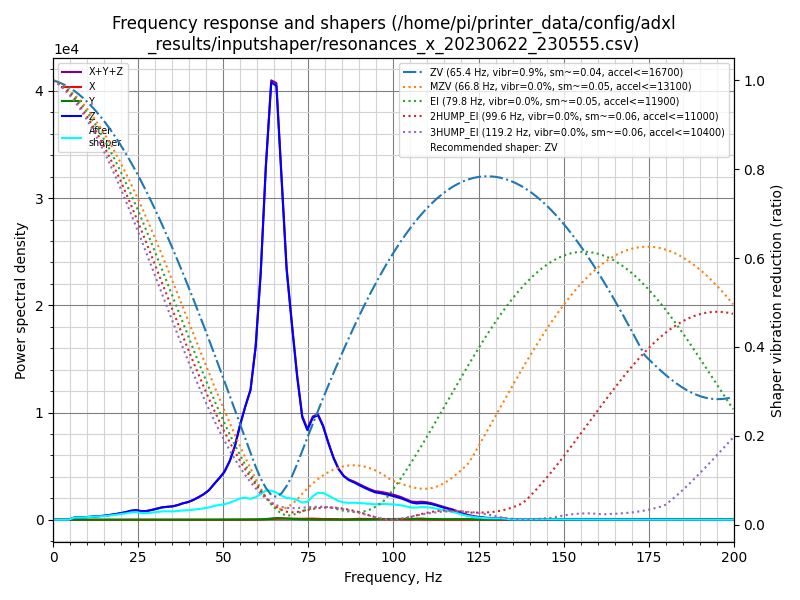 Frequency response and shapers (/home/pi/printer_data/config/adxl
_results/inputshaper/resonances_x_20230622_230555.csv)
1e4
X+Y+Z
X
Y
Z
After
shaper
ZV (65.4 Hz, vibr=0.9%, sm~=0.04, accel<=16700)
MZV (66.8 Hz, vibr=0.0%, sm~=0.05, accel<=13100)
EI (79.8 Hz, vibr=0.0%, sm~=0.05, accel<=11900)
2HUMP_EI (99.6 Hz, vibr=0.0%, sm~=0.06, accel<=11000)
3HUMP_EI (119.2 Hz, vibr=0.0%, sm~=0.06, accel<=10400)
Recommended shaper: ZV
Power spectral density
4
3
2
1
0
1.0
0.8
0.6
0.4
0.2
0.0
Shaper vibration reduction (ratio)
0 25 50 75 100 125 150 175 200
Frequency, Hz